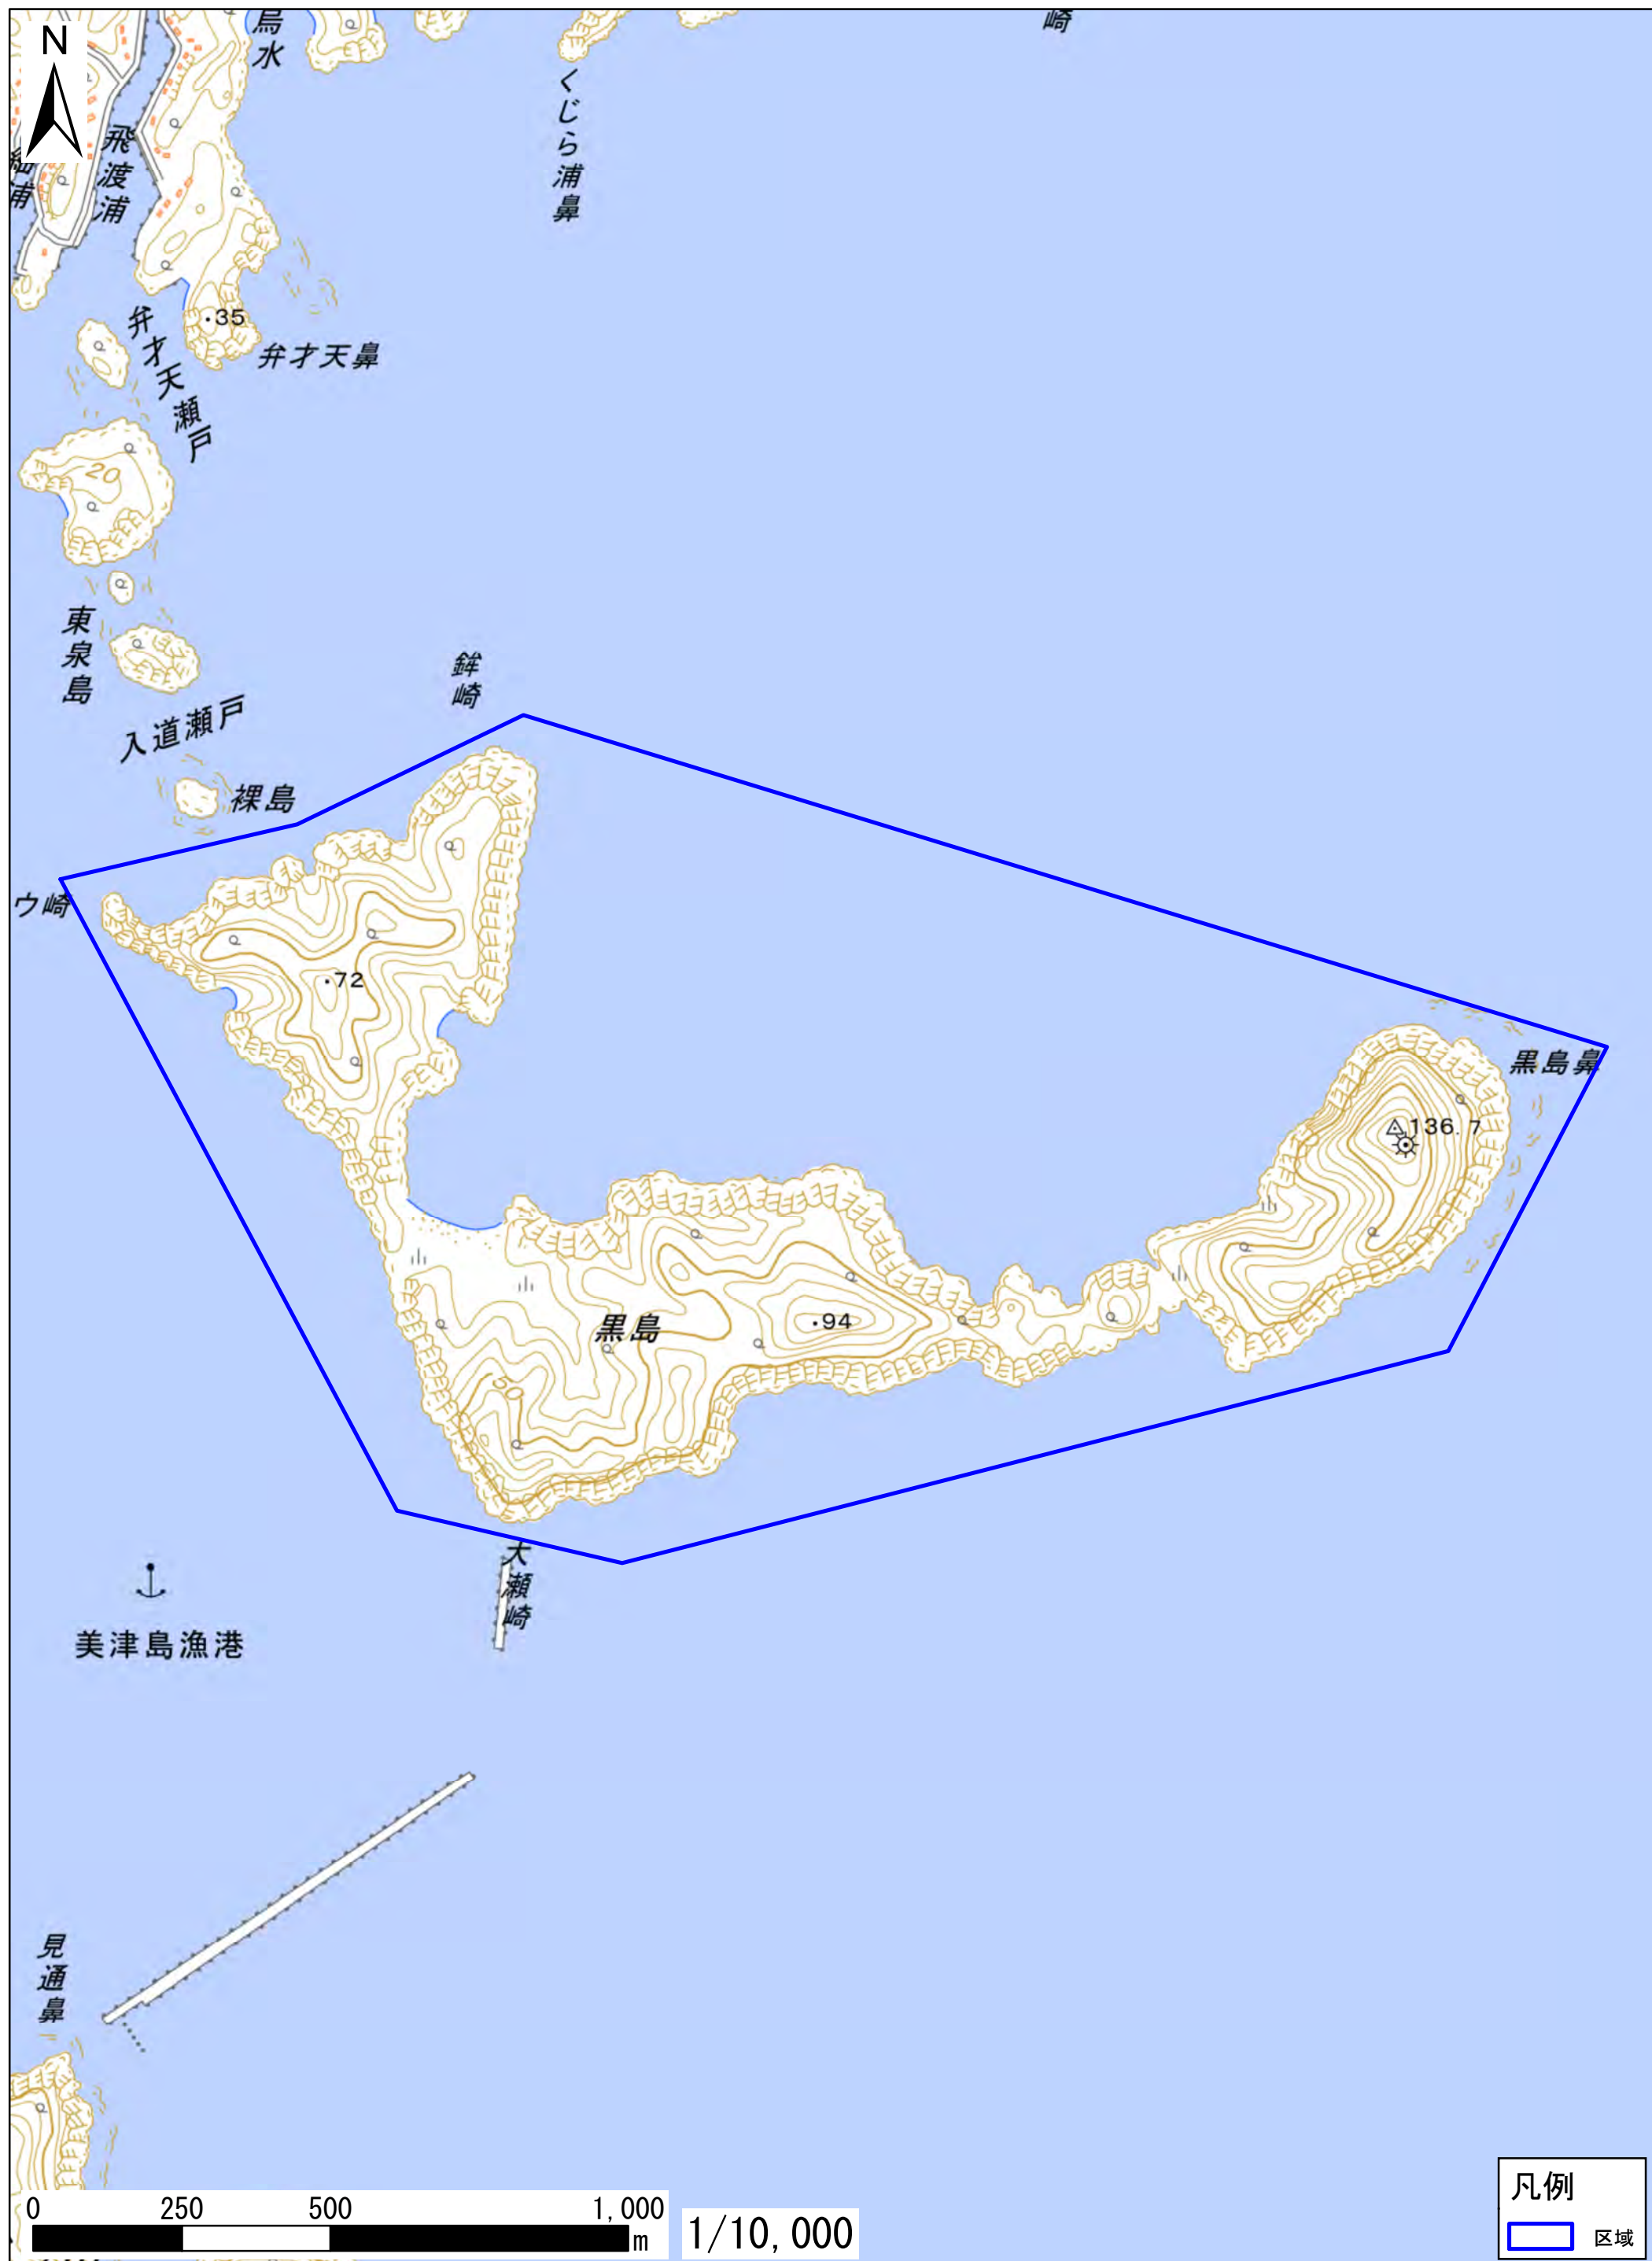 N
烏水
崎
くじら浦鼻
飛渡浦
浦
35
弁才天瀬戸
弁才天鼻
20
東泉島
鉾崎
入道瀬戸
裸島
ウ崎
72
黒島鼻
136.7
黒島
94
50
大瀬崎
美津島漁港
見通鼻
0 250 500 1,000
m
1/10,000
凡例
区域